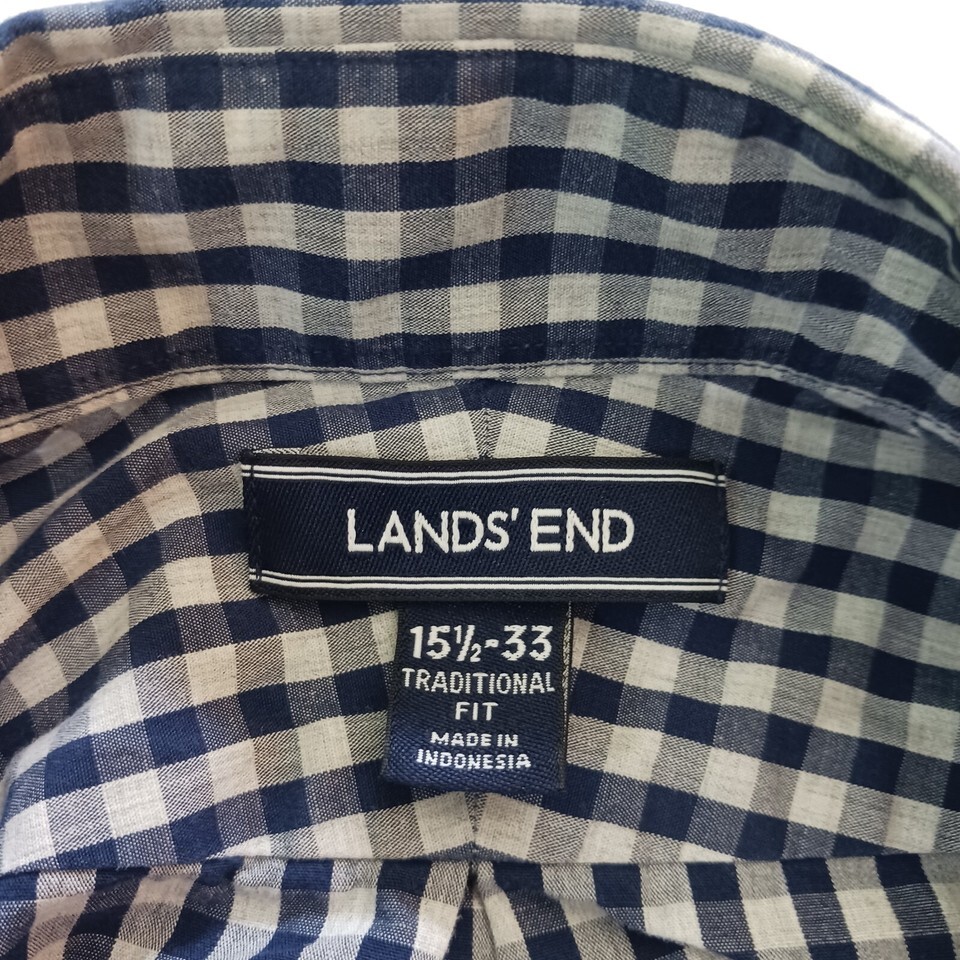 LANDS' END
15½-33
TRADITIONAL
FIT
MADE IN
INDONESIA